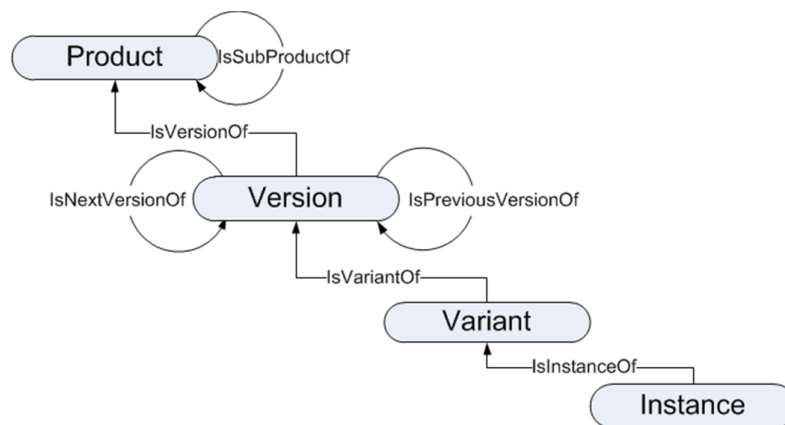 Product
IsSubProductOf
IsVersionOf
IsNextVersionOf
Version
IsPreviousVersionOf
IsVariantOf
Variant
IsInstanceOf
Instance